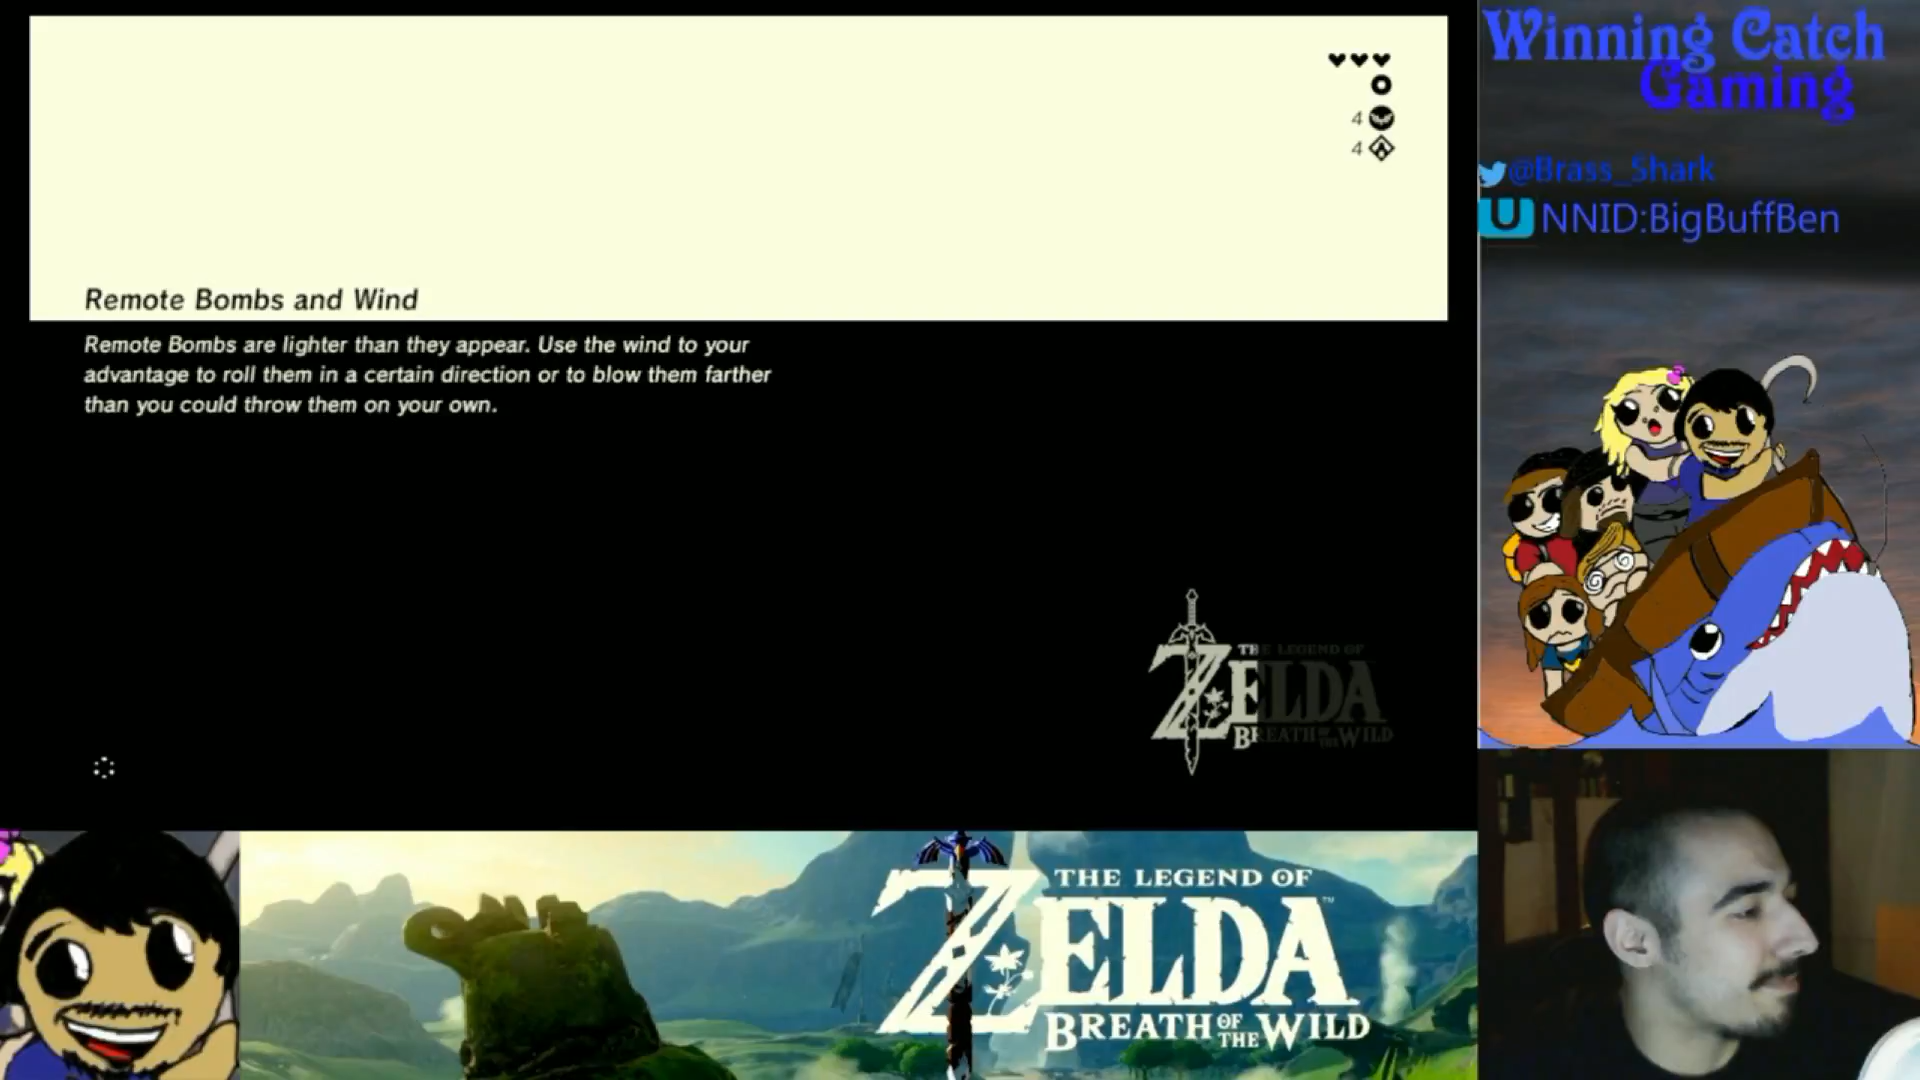 4
4
Remote Bombs and Wind
Remote Bombs are lighter than they appear. Use the wind to your
advantage to roll them in a certain direction or to blow them farther
than you could throw them on your own.
THE LEGEND OF
ZELDA
BREATH OF THE WILD
Winning Catch
Gaming
@Brass_Shark
U NNID:BigBuffBen
THE LEGEND OF
ZELDA™
BREATH OF THE WILD